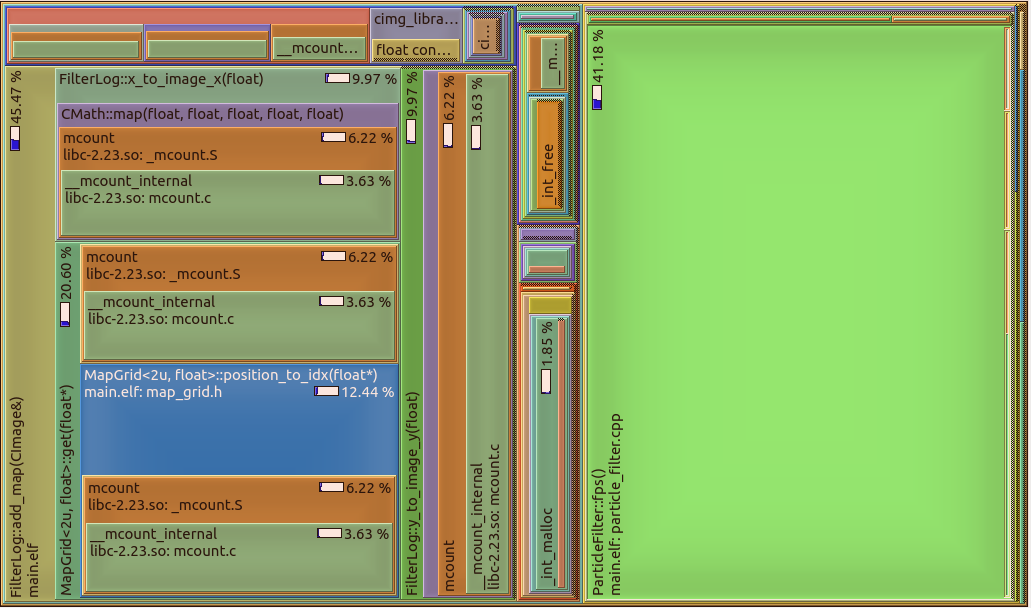 cimg_libra...
ci...
__mcount...
float con...
__m...
45.47 %
FilterLog::add_map(CImage&)
main.elf
FilterLog::x_to_image_x(float)
9.97 %
CMath::map(float, float, float, float, float)
mcount
6.22 %
libc-2.23.so: _mcount.S
__mcount_internal
3.63 %
libc-2.23.so: mcount.c
20.60 %
MapGrid<2u, float>::get(float*)
mcount
6.22 %
libc-2.23.so: _mcount.S
__mcount_internal
3.63 %
libc-2.23.so: mcount.c
MapGrid<2u, float>::position_to_idx(float*)
main.elf: map_grid.h
12.44 %
mcount
6.22 %
libc-2.23.so: _mcount.S
__mcount_internal
3.63 %
libc-2.23.so: mcount.c
9.97 %
FilterLog::y_to_image_y(float)
6.22 %
mcount
3.63 %
__mcount_internal
libc-2.23.so: mcount.c
_int_free
1.85 %
_int_malloc
41.18 %
ParticleFilter::fps()
main.elf: particle_filter.cpp